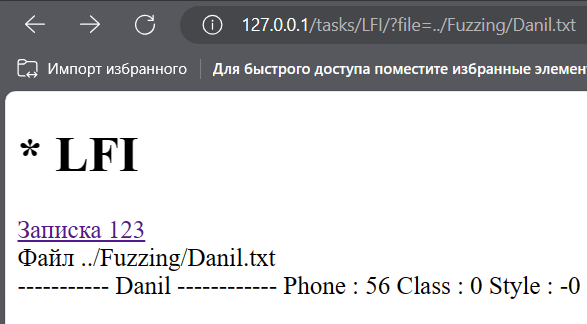 127.0.0.1/tasks/LFI/?file=../Fuzzing/Danil.txt
Импорт избранного
Для быстрого доступа поместите избранные элемен
* LFI
Записка 123
Файл ../Fuzzing/Danil.txt
----------- Danil ------------ Phone : 56 Class : 0 Style : -0